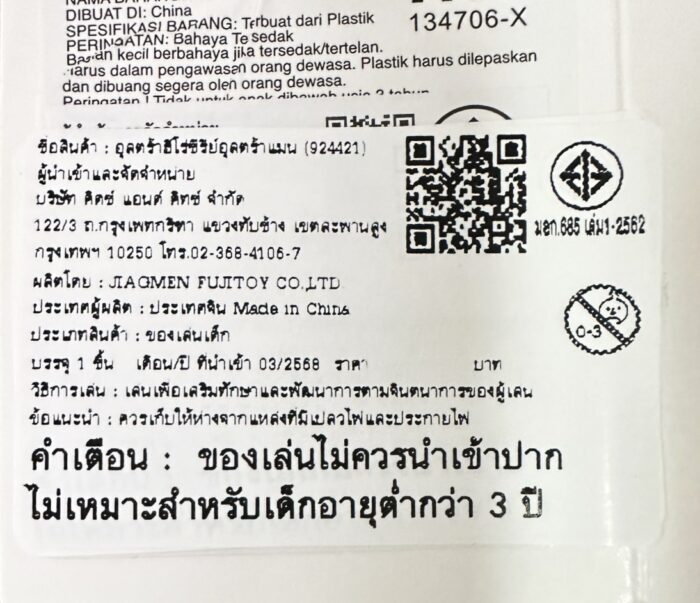 DIBUAT DI: China
SPESIFIKASI BARANG: Terbuat dari Plastik
134706-X
PERINGATAN: Bahaya Tersedak
Bagian kecil berbahaya jika tersedak/tertelan.
Harus dalam pengawasan orang dewasa. Plastik harus dilepaskan
dan dibuang segera oleh orang dewasa.
ชื่อสินค้า : อุลตร้าฮีโร่ซีรีย์อุลตร้าแมน (924421)
ผู้นำเข้าและจัดจำหน่าย
บริษัท คิดซ์ แอนด์ คิทซ์ จำกัด
122/3 ถ.กรุงเทพกรีฑา แขวงทับช้าง เขตสะพานสูง
กรุงเทพฯ 10250 โทร.02-368-4106-7
มอก.685 เล่ม1-2562
ผลิตโดย : JIAGMEN FUJITOY CO.,LTD
ประเทศผู้ผลิต : ประเทศจีน Made in China
ประเภทสินค้า : ของเล่นเด็ก
0-3
บรรจุ 1 ชิ้น เดือน/ปี ที่นำเข้า 03/2568 ราคา บาท
วิธีการเล่น : เล่นเพื่อเสริมทักษะและพัฒนาการตามจินตนาการของผู้เล่น
ข้อแนะนำ : ควรเก็บให้ห่างจากแหล่งที่มีเปลวไฟและประกายไฟ
คำเตือน : ของเล่นไม่ควรนำเข้าปาก
ไม่เหมาะสำหรับเด็กอายุต่ำกว่า 3 ปี